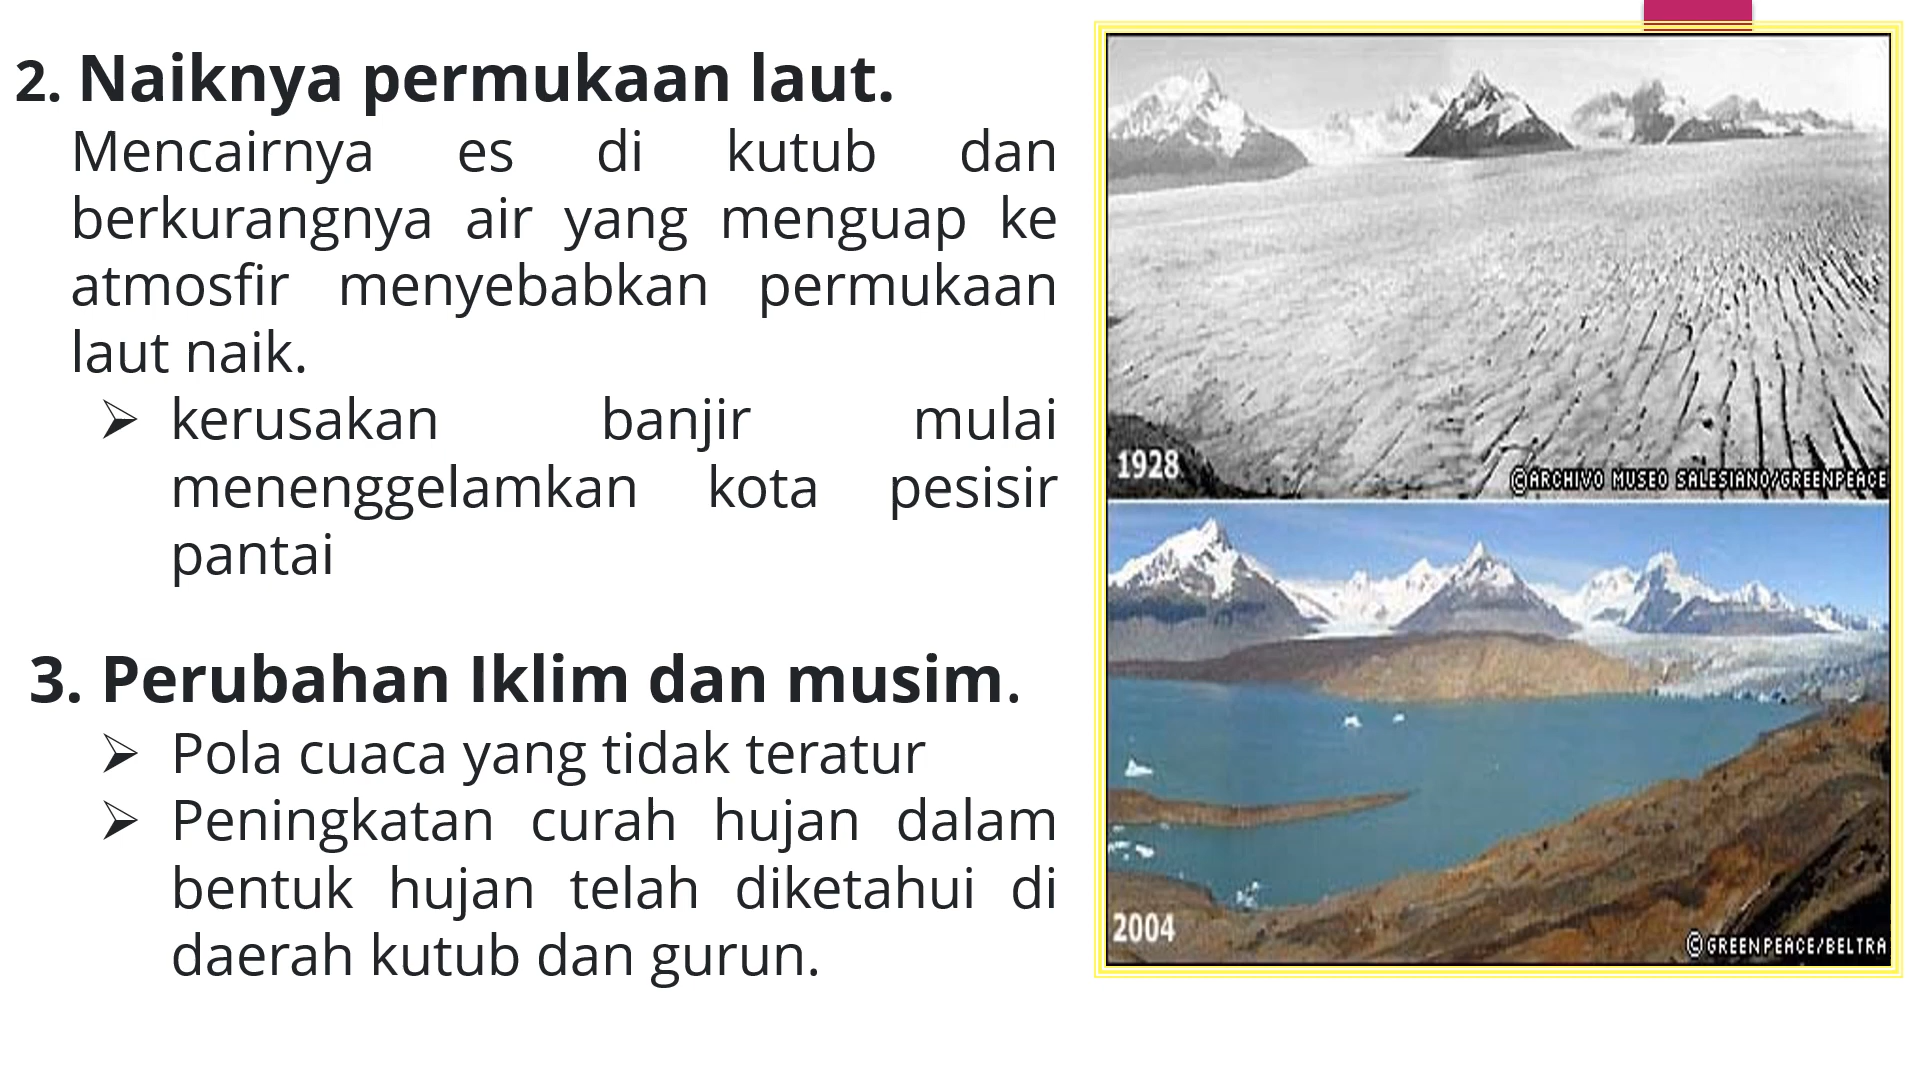 2. Naiknya permukaan laut.
Mencairnya es di kutub dan
berkurangnya air yang menguap ke
atmosfir menyebabkan permukaan
laut naik.
➢ kerusakan banjir mulai
menenggelamkan kota pesisir
pantai
3. Perubahan Iklim dan musim.
➢ Pola cuaca yang tidak teratur
➢ Peningkatan curah hujan dalam
bentuk hujan telah diketahui di
daerah kutub dan gurun.
1928
©ARCHIVO MUSEO SALESIANO/GREENPEACE
2004
© GREENPEACE/BELTRA